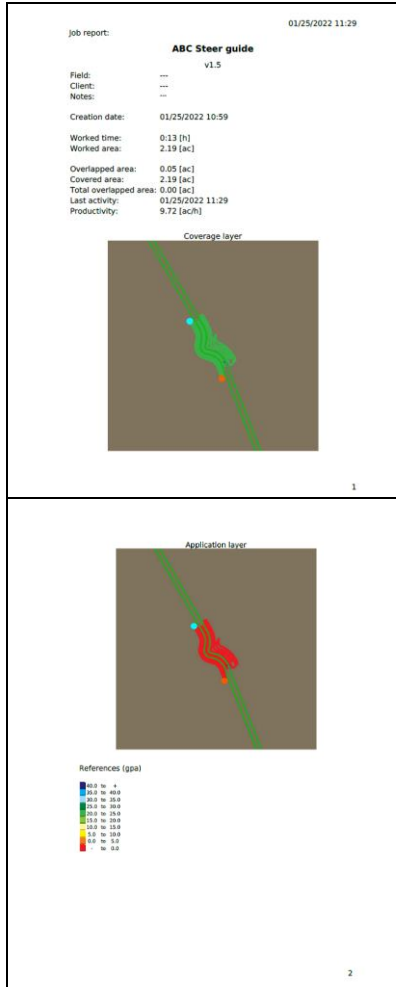 01/25/2022 11:29
Job report:
ABC Steer guide
v1.5
Field: ---
Client: ---
Notes: ---
Creation date: 01/25/2022 10:59
Worked time: 0:13 [h]
Worked area: 2.19 [ac]
Overlapped area: 0.05 [ac]
Covered area: 2.19 [ac]
Total overlapped area: 0.00 [ac]
Last activity: 01/25/2022 11:29
Productivity: 9.72 [ac/h]
Coverage layer
1
Application layer
References (gpa)
40.0 to +
35.0 to 40.0
30.0 to 35.0
25.0 to 30.0
20.0 to 25.0
15.0 to 20.0
10.0 to 15.0
5.0 to 10.0
0.0 to 5.0
- to 0.0
2